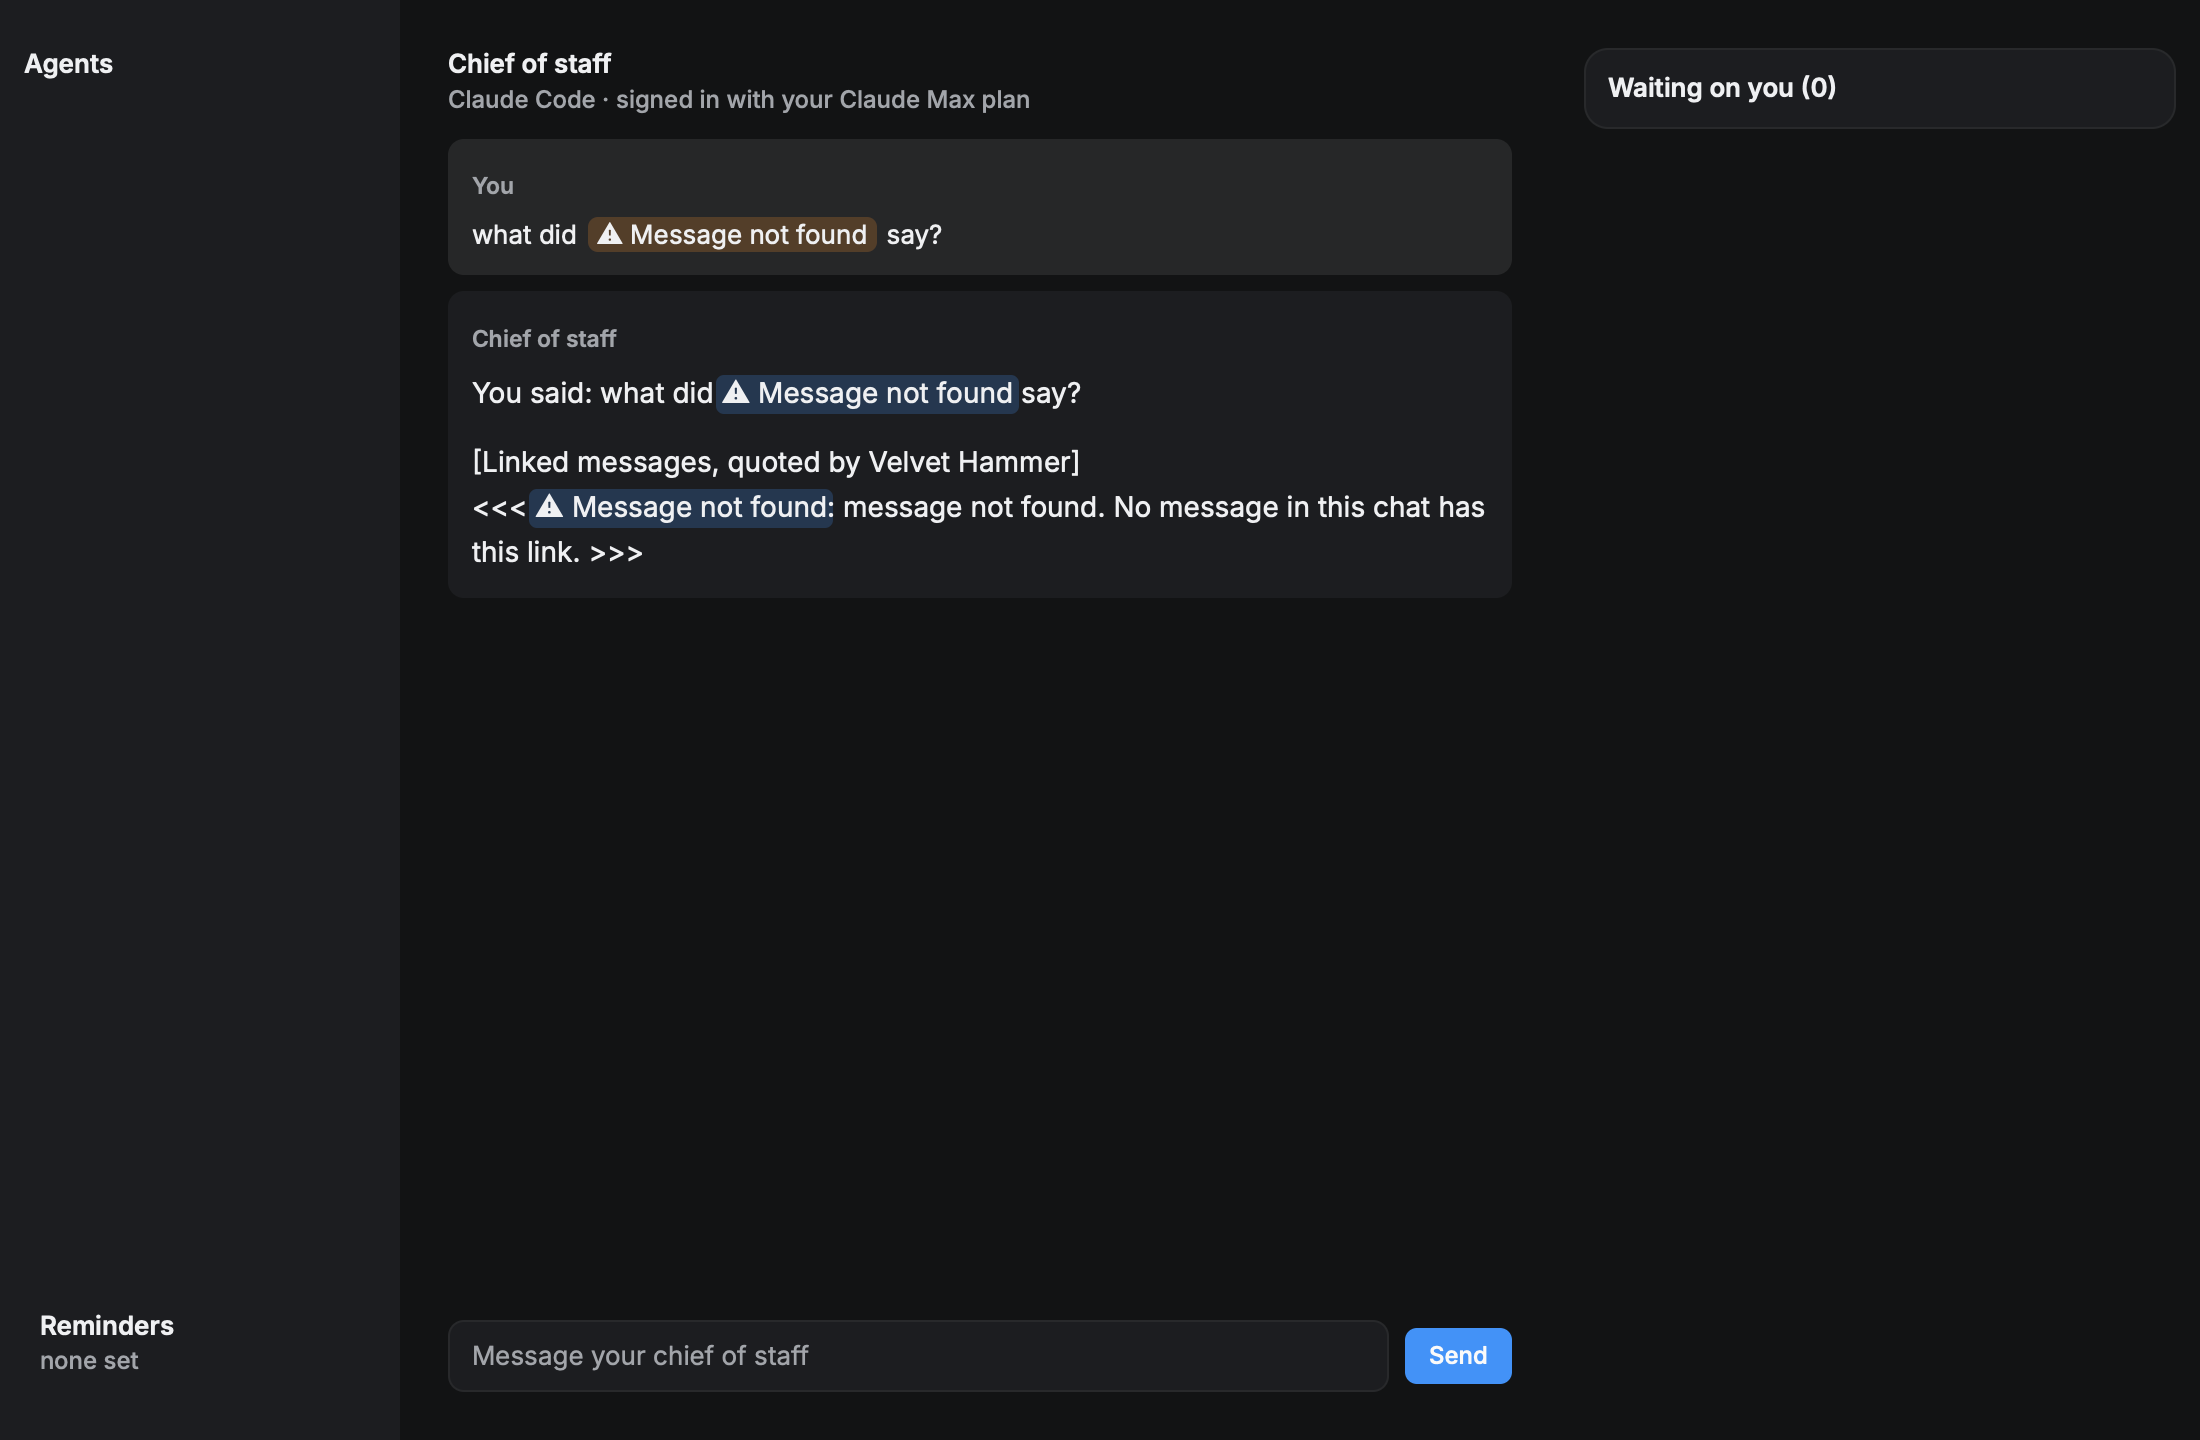 Agents
Chief of staff
Claude Code · signed in with your Claude Max plan
Waiting on you (0)
You
what did ⚠ Message not found say?
Chief of staff
You said: what did ⚠ Message not found say?
[Linked messages, quoted by Velvet Hammer]
<<< ⚠ Message not found: message not found. No message in this chat has
this link. >>>
Reminders
none set
Message your chief of staff
Send